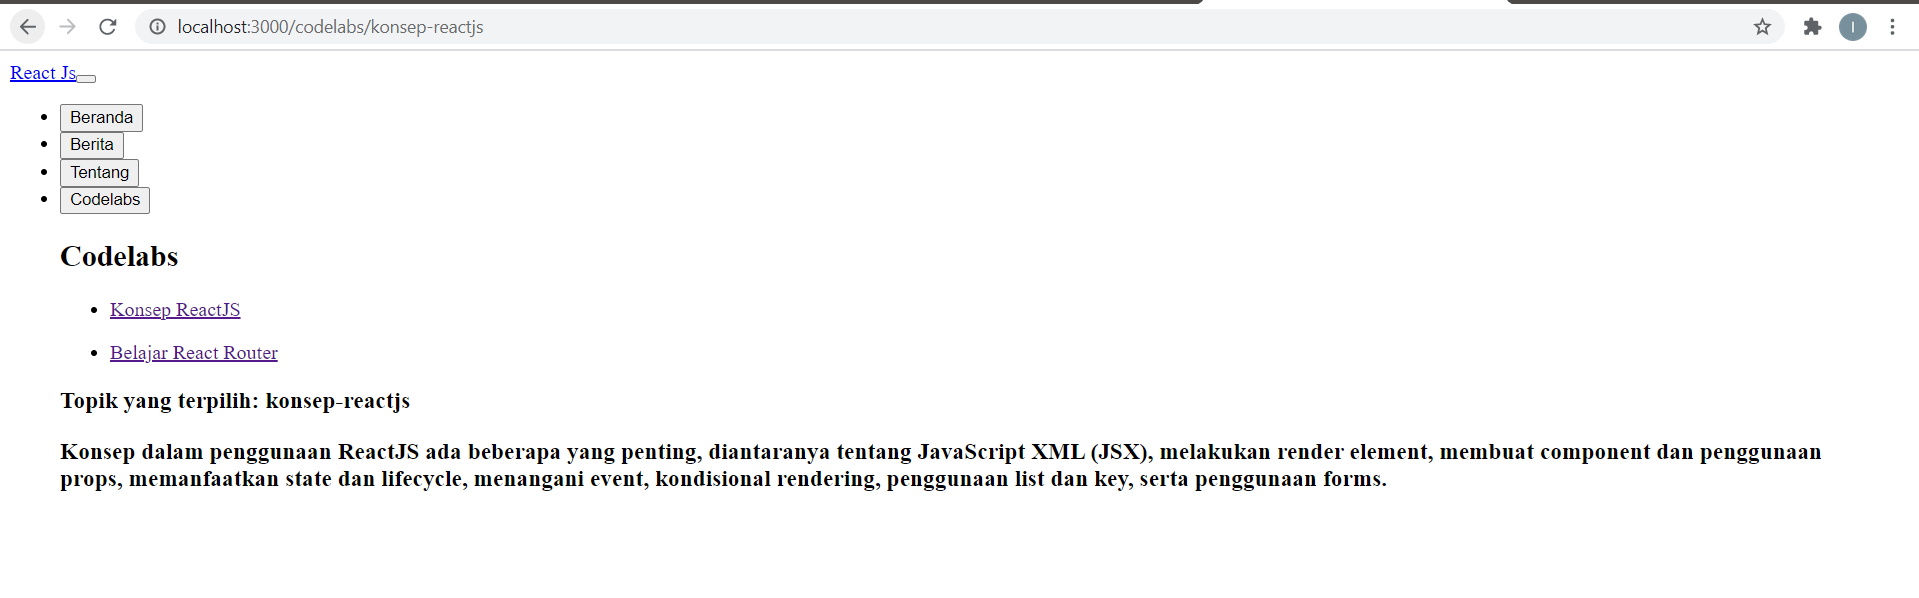 localhost:3000/codelabs/konsep-reactjs
I
React Js
Beranda
Berita
Tentang
Codelabs
Codelabs
Konsep ReactJS
Belajar React Router
Topik yang terpilih: konsep-reactjs
Konsep dalam penggunaan ReactJS ada beberapa yang penting, diantaranya tentang JavaScript XML (JSX), melakukan render element, membuat component dan penggunaan
props, memanfaatkan state dan lifecycle, menangani event, kondisional rendering, penggunaan list dan key, serta penggunaan forms.